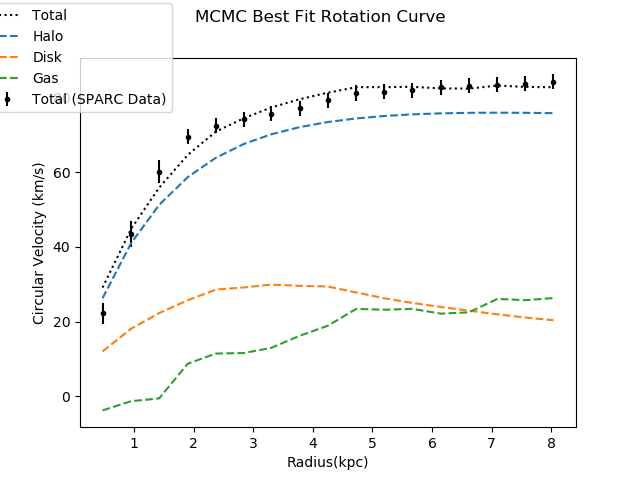 MCMC Best Fit Rotation Curve
Total
Halo
Disk
Gas
Total (SPARC Data)
80
60
40
20
0
Circular Velocity (km/s)
1 2 3 4 5 6 7 8
Radius(kpc)